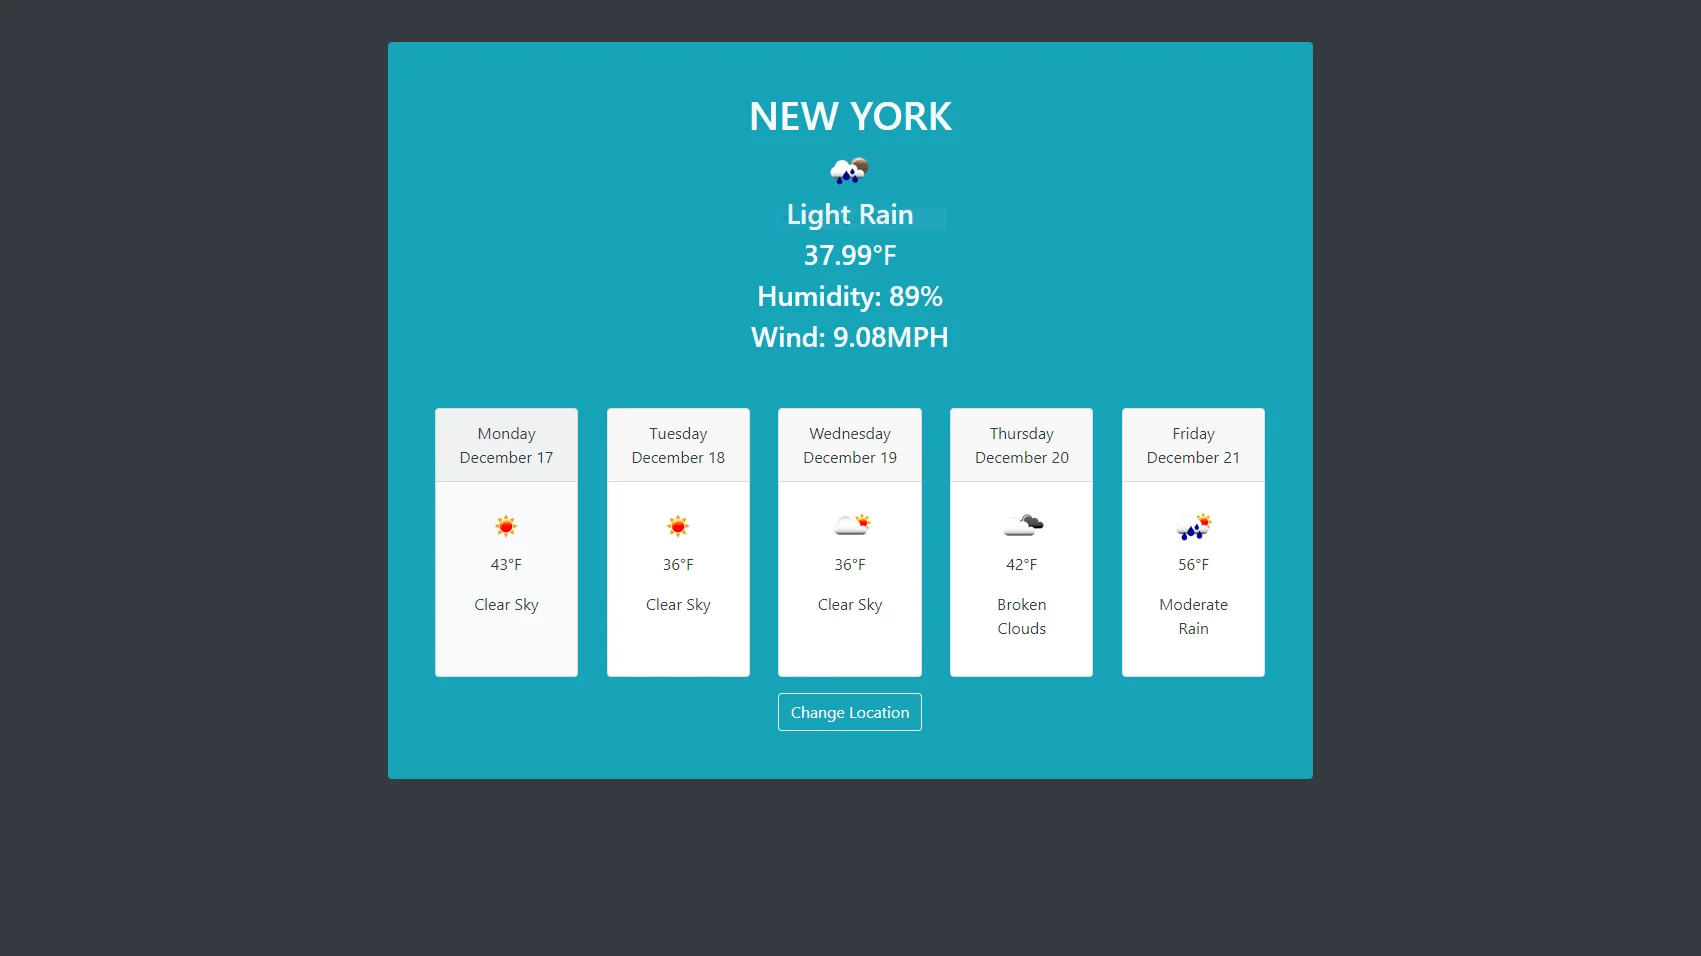 NEW YORK
Light Rain
37.99°F
Humidity: 89%
Wind: 9.08MPH
Monday
December 17
43°F
Clear Sky
Tuesday
December 18
36°F
Clear Sky
Wednesday
December 19
36°F
Clear Sky
Thursday
December 20
42°F
Broken
Clouds
Friday
December 21
56°F
Moderate
Rain
Change Location